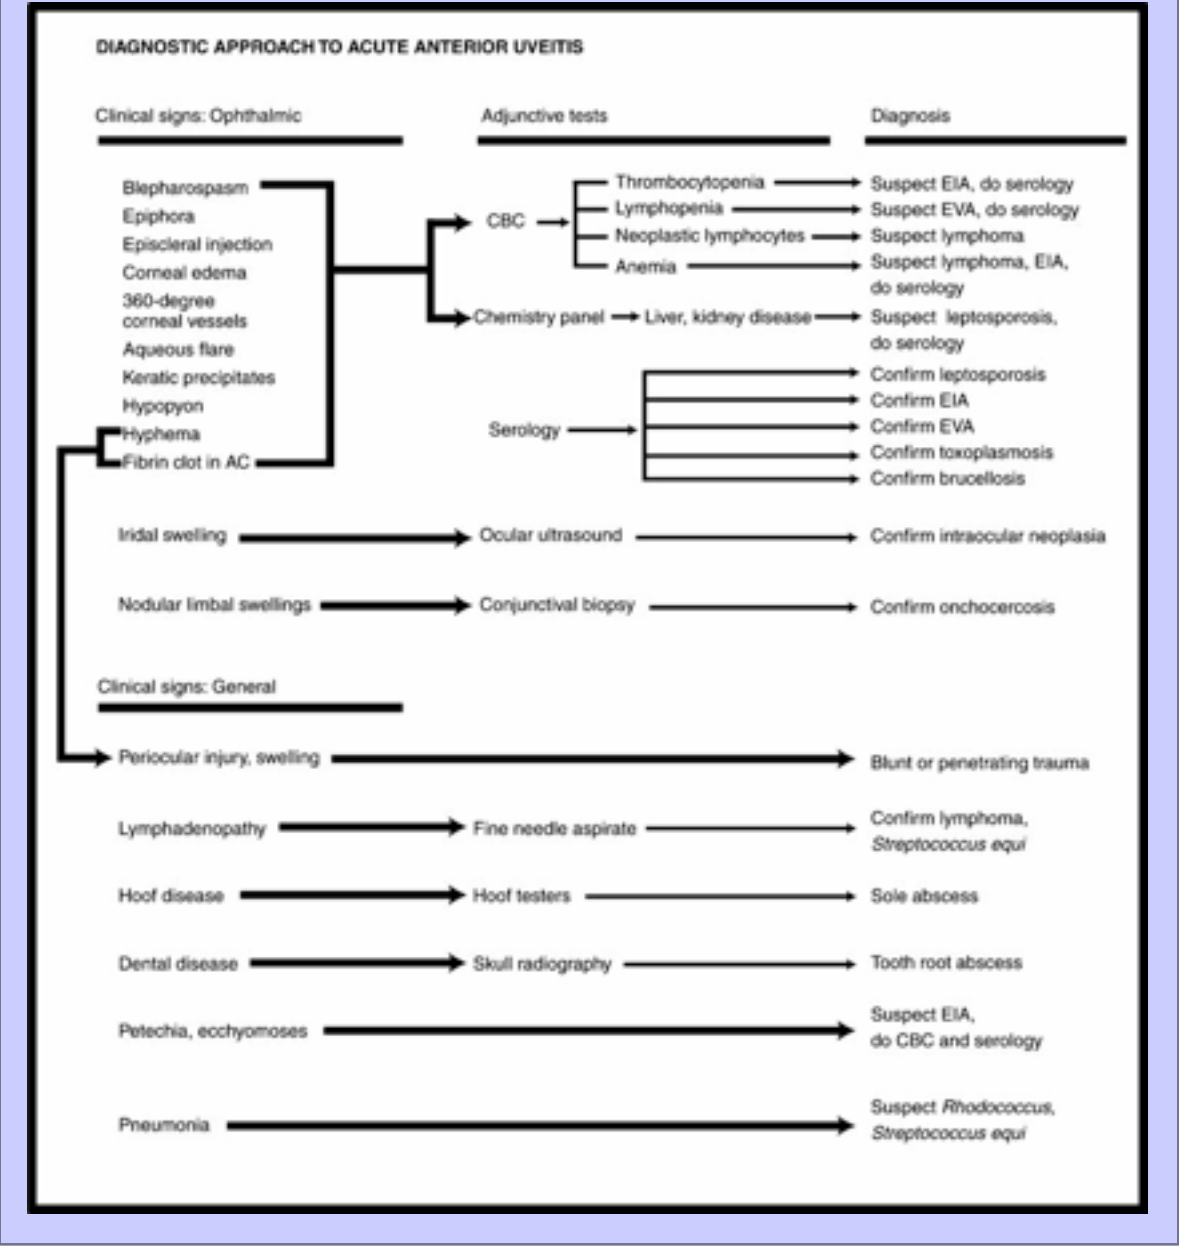 DIAGNOSTIC APPROACH TO ACUTE ANTERIOR UVEITIS
Clinical signs: Ophthalmic
Adjunctive tests
Diagnosis
Blepharospasm
Epiphora
Episcleral injection
Corneal edema
360-degree
corneal vessels
Aqueous flare
Keratic precipitates
Hypopyon
Hyphema
Fibrin clot in AC
CBC
Thrombocytopenia
Suspect EIA, do serology
Lymphopenia
Suspect EVA, do serology
Neoplastic lymphocytes
Suspect lymphoma
Anemia
Suspect lymphoma, EIA,
do serology
Chemistry panel
Liver, kidney disease
Suspect leptosporosis,
do serology
Serology
Confirm leptosporosis
Confirm EIA
Confirm EVA
Confirm toxoplasmosis
Confirm brucellosis
Iridal swelling
Ocular ultrasound
Confirm intraocular neoplasia
Nodular limbal swellings
Conjunctival biopsy
Confirm onchocercosis
Clinical signs: General
Periocular injury, swelling
Blunt or penetrating trauma
Lymphadenopathy
Fine needle aspirate
Confirm lymphoma,
Streptococcus equi
Hoof disease
Hoof testers
Sole abscess
Dental disease
Skull radiography
Tooth root abscess
Petechia, ecchyomoses
Suspect EIA,
do CBC and serology
Pneumonia
Suspect Rhodococcus,
Streptococcus equi